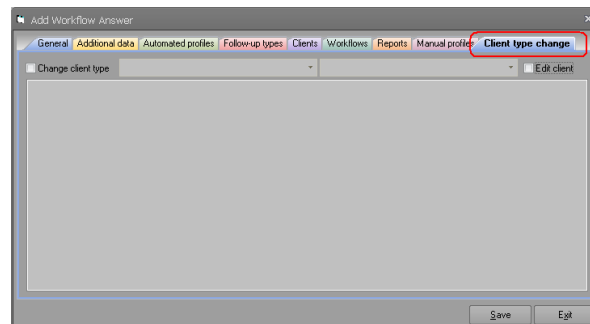 Add Workflow Answer
General Additional data Automated profiles Follow-up types Clients Workflows Reports Manual profiles Client type change
Change client type Edit client
Save Exit